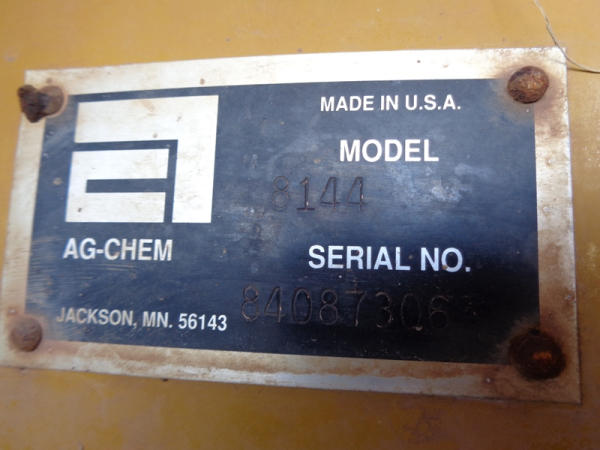 MADE IN U.S.A.
MODEL
8144
AG-CHEM
SERIAL NO.
JACKSON, MN. 56143
84087306